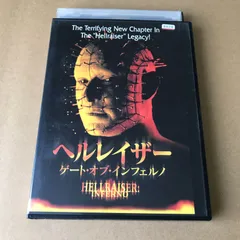 The Terrifying New Chapter In
The "Hellraiser" Legacy!
ヘルレイザー
ゲート・オブ・インフェルノ
HELLRAISER:
INFERNO